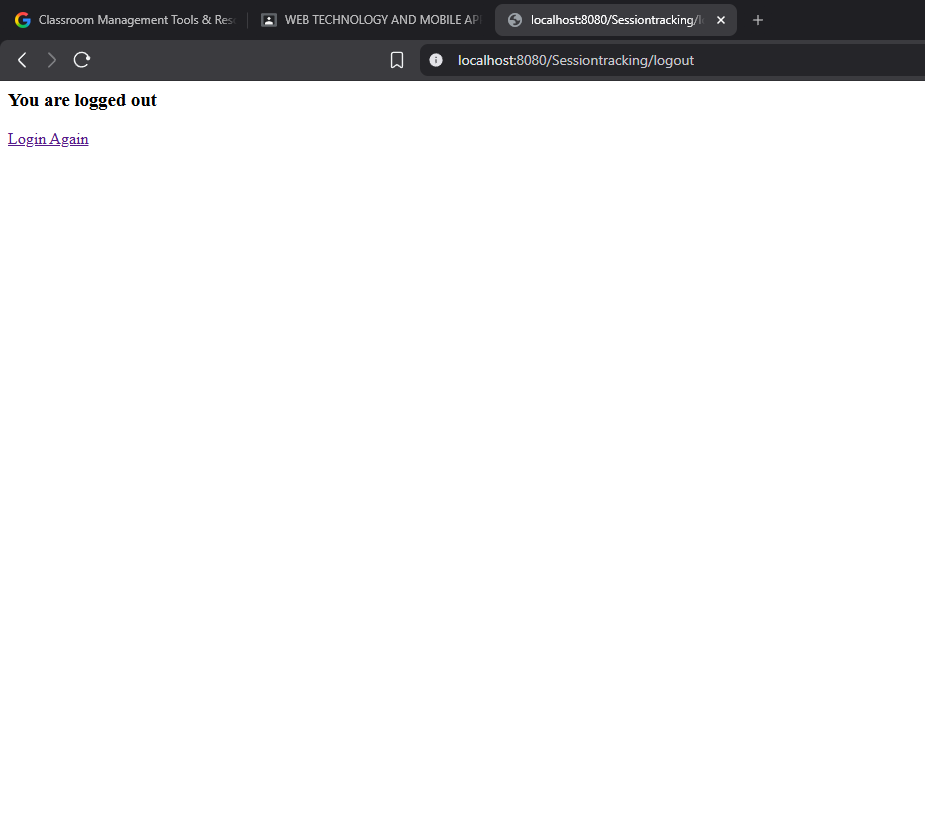 Classroom Management Tools & Res
WEB TECHNOLOGY AND MOBILE AP
localhost:8080/Sessiontracking/l
localhost:8080/Sessiontracking/logout
You are logged out
Login Again